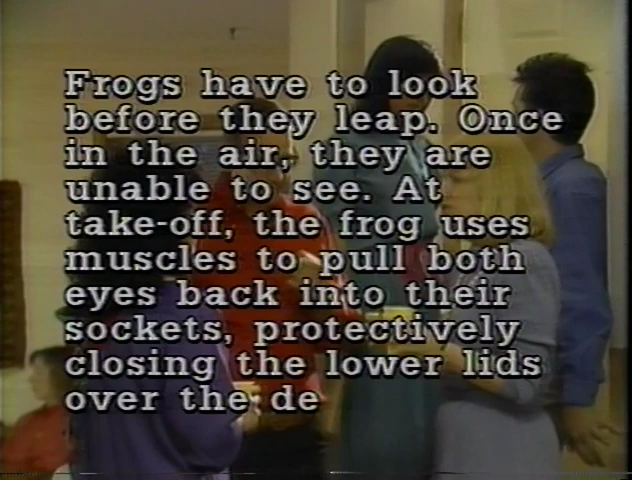 Frogs have to look
before they leap. Once
in the air, they are
unable to see. At
take-off, the frog uses
muscles to pull both
eyes back into their
sockets, protectively
closing the lower lids
over the de